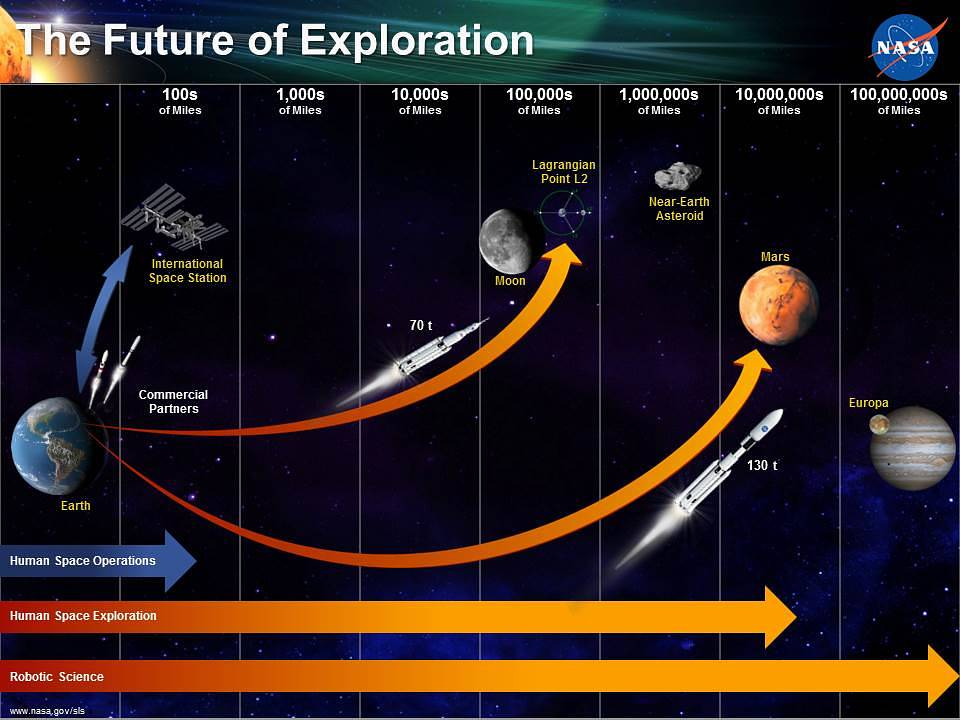 The Future of Exploration
NASA
100s
of Miles
1,000s
of Miles
10,000s
of Miles
100,000s
of Miles
1,000,000s
of Miles
10,000,000s
of Miles
100,000,000s
of Miles
Lagrangian
Point L2
Near-Earth
Asteroid
International
Space Station
Moon
Mars
70 t
Commercial
Partners
Europa
130 t
Earth
Human Space Operations
Human Space Exploration
Robotic Science
www.nasa.gov/sls